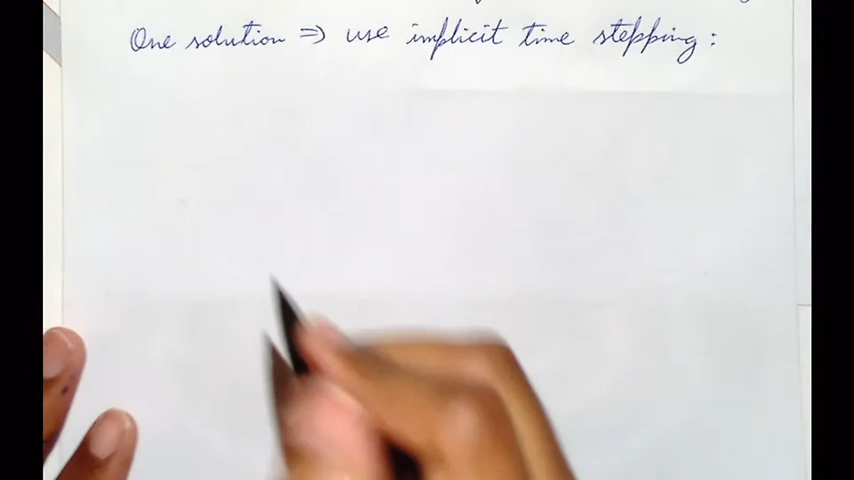 One solution ⇒ use implicit time stepping :